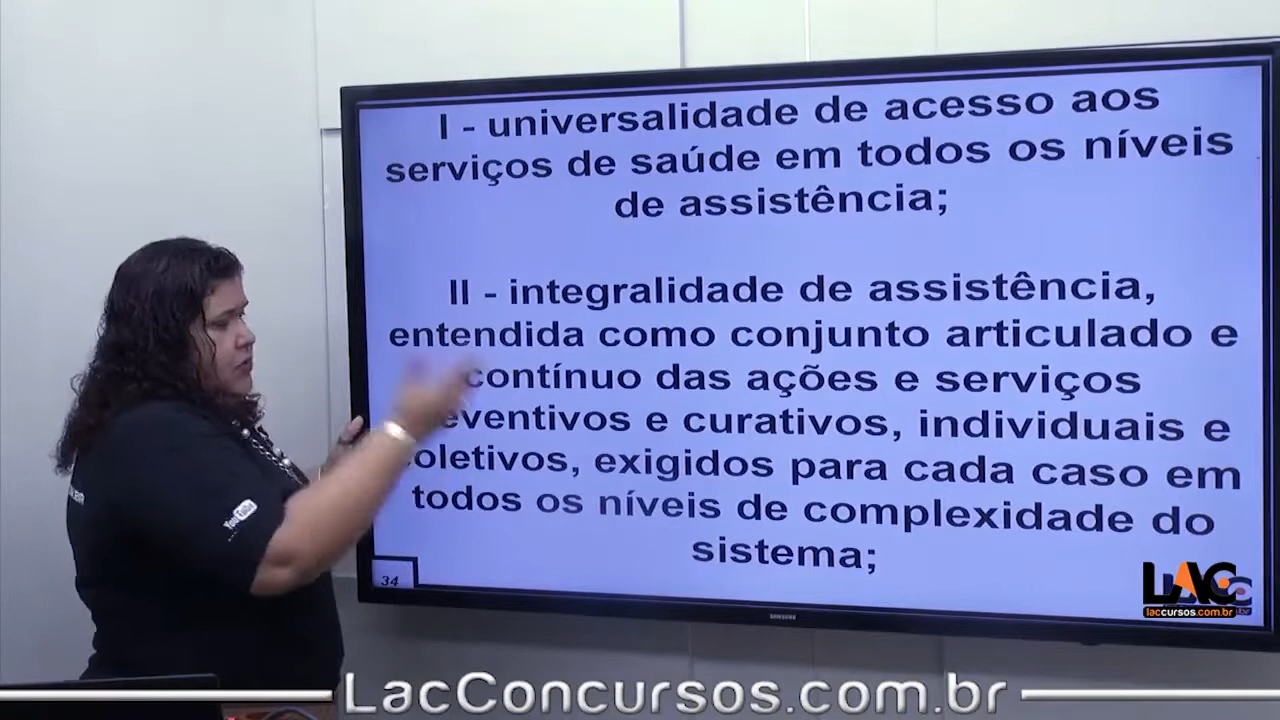 I - universalidade de acesso aos
serviços de saúde em todos os níveis
de assistência;
II - integralidade de assistência,
entendida como conjunto articulado e
contínuo das ações e serviços
eventivos e curativos, individuais e
oletivos, exigidos para cada caso em
todos os níveis de complexidade do
sistema;
34
LAC
laccursos.com.br
SAMSUNG
YouTube
LacConcursos.com.br